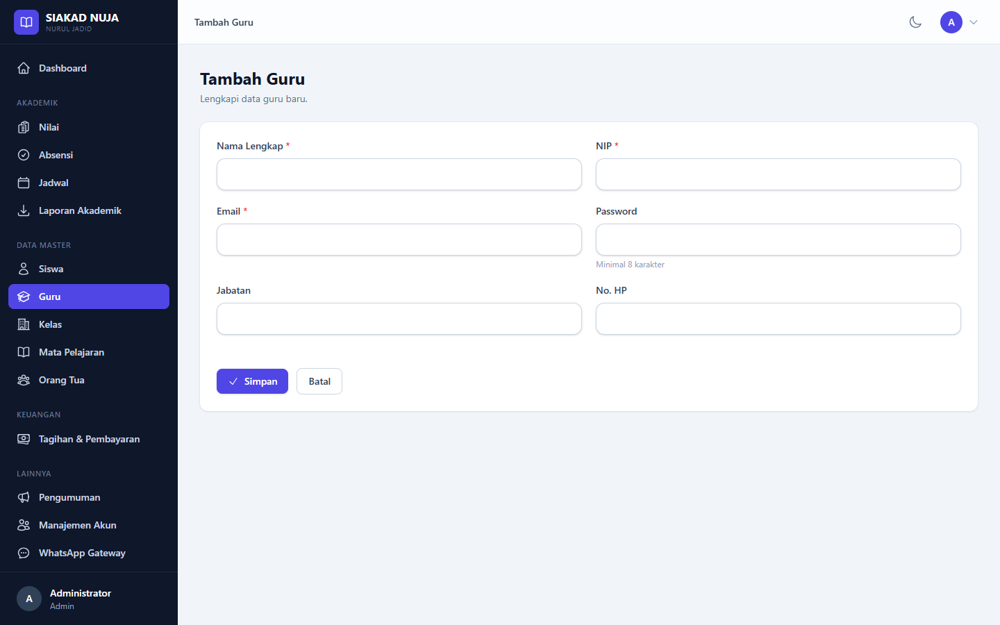 SIAKAD NUJA
NURUL JADID
Dashboard
AKADEMIK
Nilai
Absensi
Jadwal
Laporan Akademik
DATA MASTER
Siswa
Guru
Kelas
Mata Pelajaran
Orang Tua
KEUANGAN
Tagihan & Pembayaran
LAINNYA
Pengumuman
Manajemen Akun
WhatsApp Gateway
A
Administrator
Admin
Tambah Guru
A
Tambah Guru
Lengkapi data guru baru.
Nama Lengkap *
NIP *
Email *
Password
Minimal 8 karakter
Jabatan
No. HP
Simpan
Batal